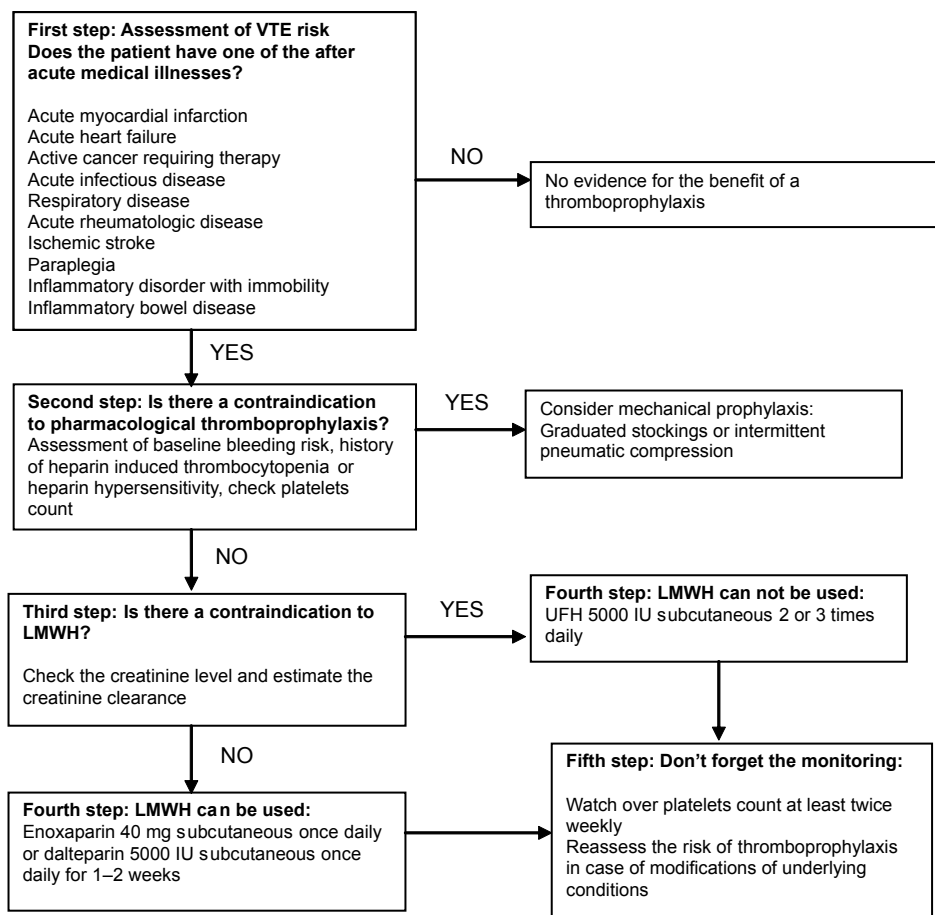 First step: Assessment of VTE risk
Does the patient have one of the after
acute medical illnesses?
Acute myocardial infarction
Acute heart failure
Active cancer requiring therapy
Acute infectious disease
Respiratory disease
Acute rheumatologic disease
Ischemic stroke
Paraplegia
Inflammatory disorder with immobility
Inflammatory bowel disease
NO
No evidence for the benefit of a
thromboprophylaxis
YES
Second step: Is there a contraindication
to pharmacological thromboprophylaxis?
Assessment of baseline bleeding risk, history
of heparin induced thrombocytopenia or
heparin hypersensitivity, check platelets
count
YES
Consider mechanical prophylaxis:
Graduated stockings or intermittent
pneumatic compression
NO
Third step: Is there a contraindication to
LMWH?
Check the creatinine level and estimate the
creatinine clearance
YES
Fourth step: LMWH can not be used:
UFH 5000 IU subcutaneous 2 or 3 times
daily
NO
Fourth step: LMWH can be used:
Enoxaparin 40 mg subcutaneous once daily
or dalteparin 5000 IU subcutaneous once
daily for 1–2 weeks
Fifth step: Don’t forget the monitoring:
Watch over platelets count at least twice
weekly
Reassess the risk of thromboprophylaxis
in case of modifications of underlying
conditions